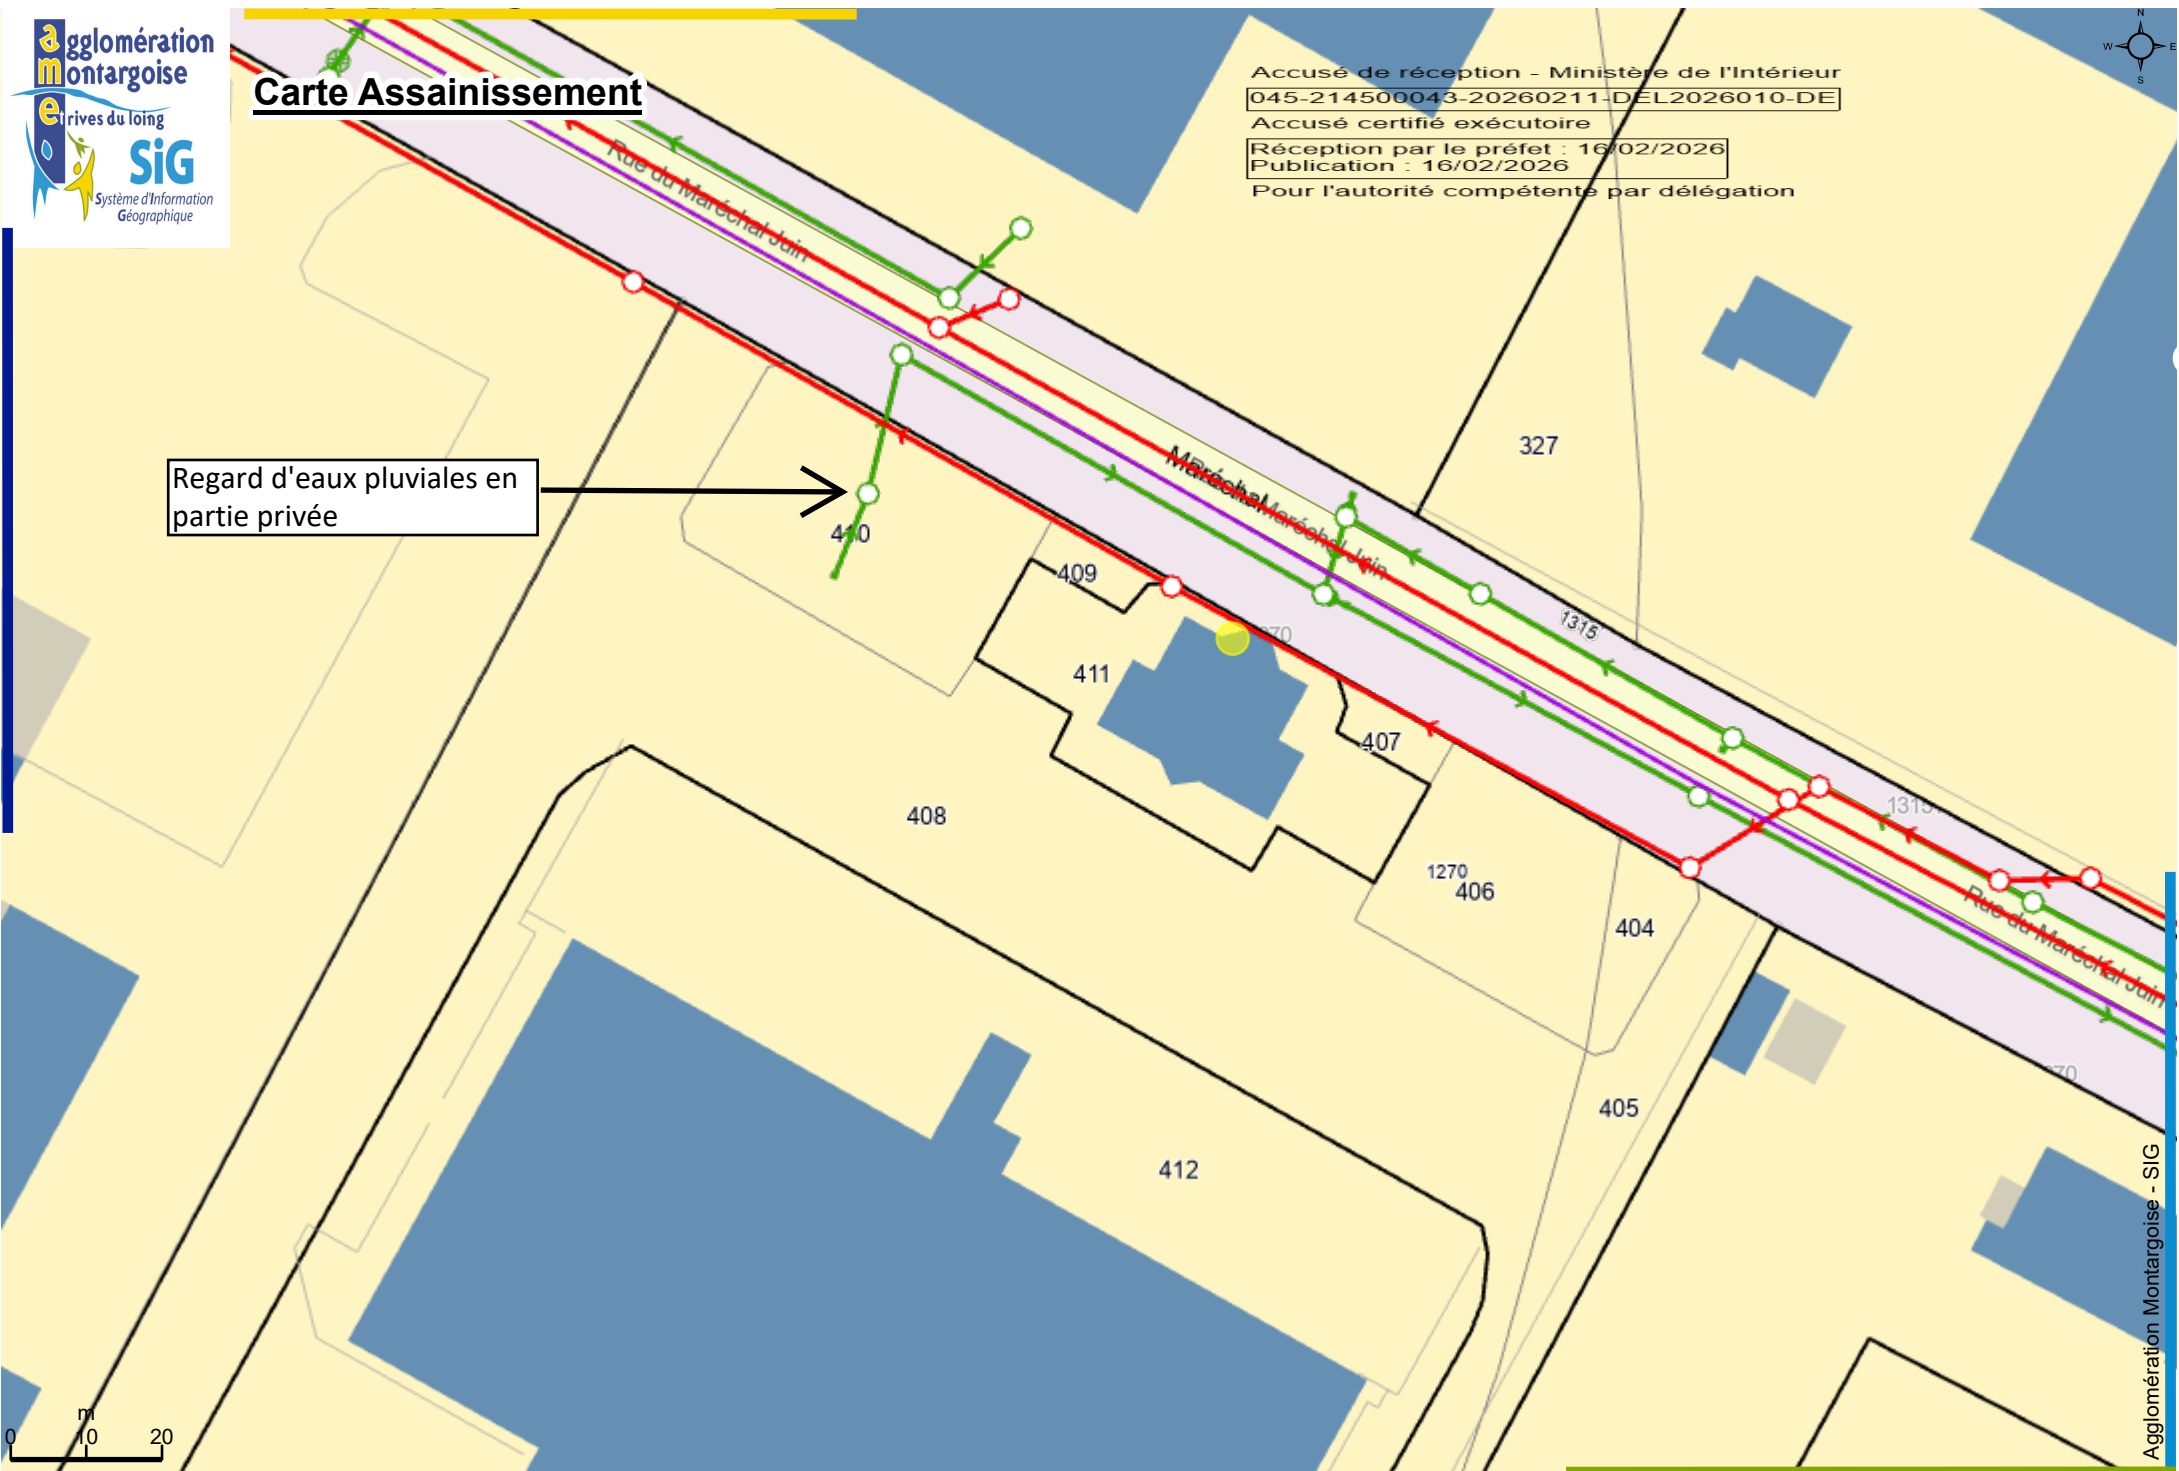 agglomération
montargoise
et rives du loing
SiG
Système d'Information
Géographique
Carte Assainissement
Accusé de réception - Ministère de l'Intérieur
045-214500043-20260211-DEL2026010-DE
Accusé certifié exécutoire
Réception par le préfet : 16/02/2026
Publication : 16/02/2026
Pour l'autorité compétente par délégation
N
W
E
S
Rue du Maréchal Juin
327
Regard d'eaux pluviales en
partie privée
Maréchal
Maréchal Juin
410
409
1315
411
407
1315
408
1270
406
404
Rue du Maréchal Juin
405
412
m
0 10 20
Agglomération Montargoise - SIG